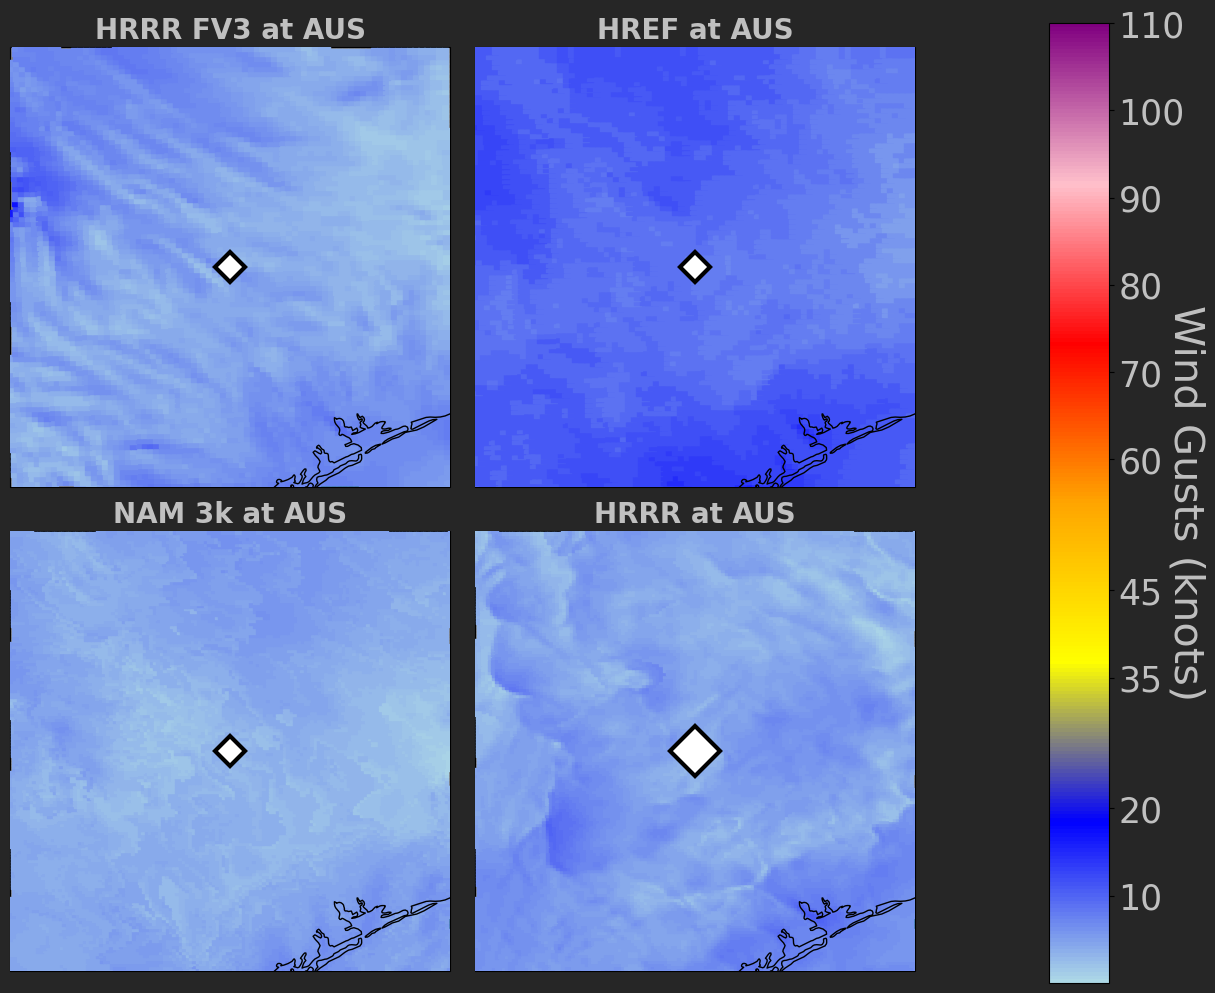 HRRR FV3 at AUS
HREF at AUS
NAM 3k at AUS
HRRR at AUS
110
100
90
80
70
60
45
35
20
10
Wind Gusts (knots)